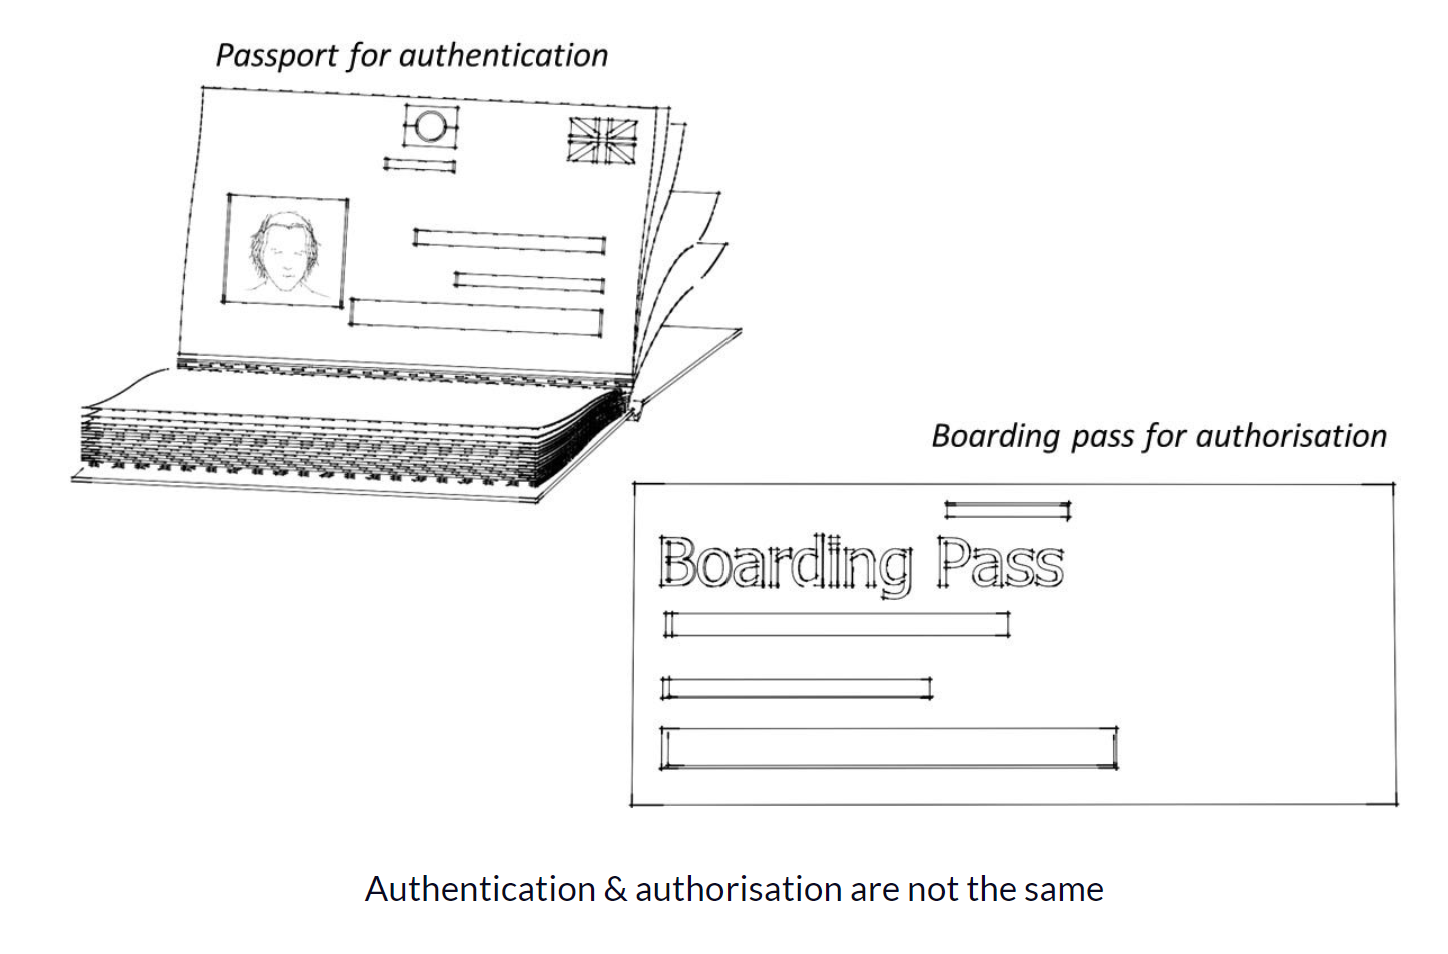 Passport for authentication
Boarding pass for authorisation
Boarding Pass
Authentication & authorisation are not the same